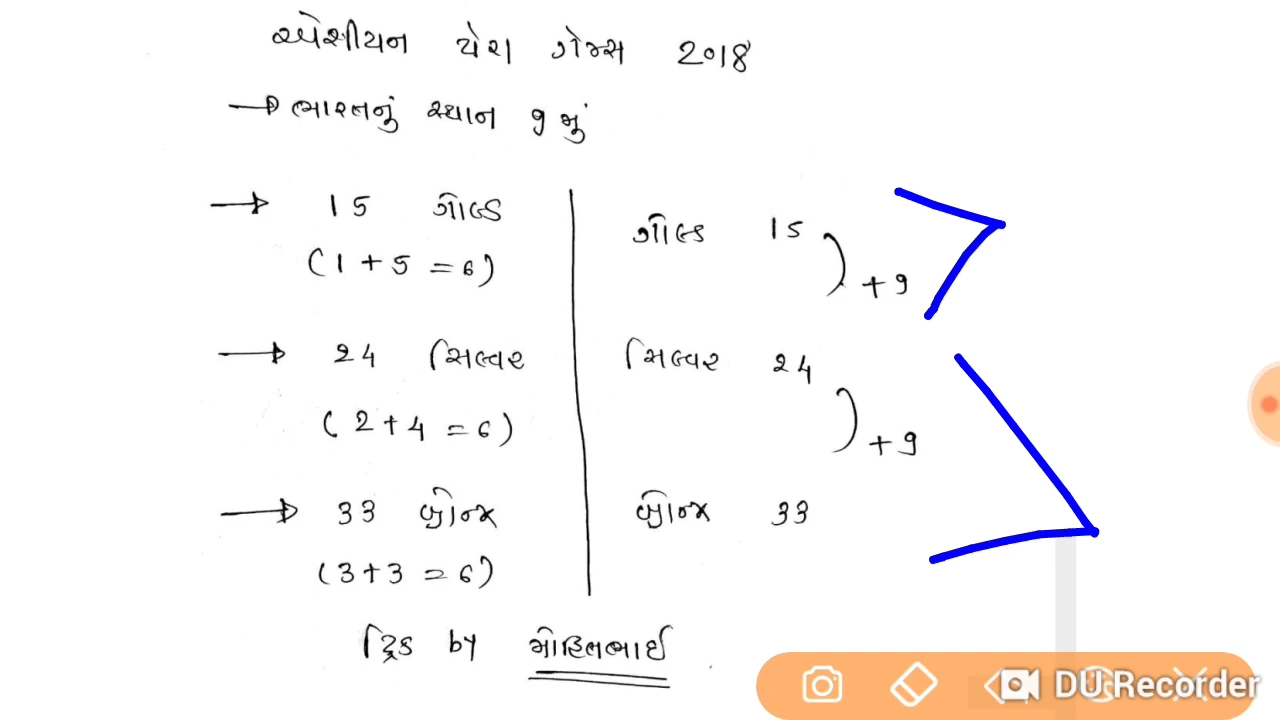 એશીયન પેરા ગેમ્સ 2018
→ ભારતનું સ્થાન 9 મું
→ 15 ગોલ્ડ
(1 + 5 = 6)
→ 24 સિલ્વર
(2 + 4 = 6)
→ 33 બ્રોન્ઝ
(3 + 3 = 6)
ગોલ્ડ 15
+ 9
સિલ્વર 24
+ 9
બ્રોન્ઝ 33
ટ્રિક by મોહિતભાઈ
DU Recorder